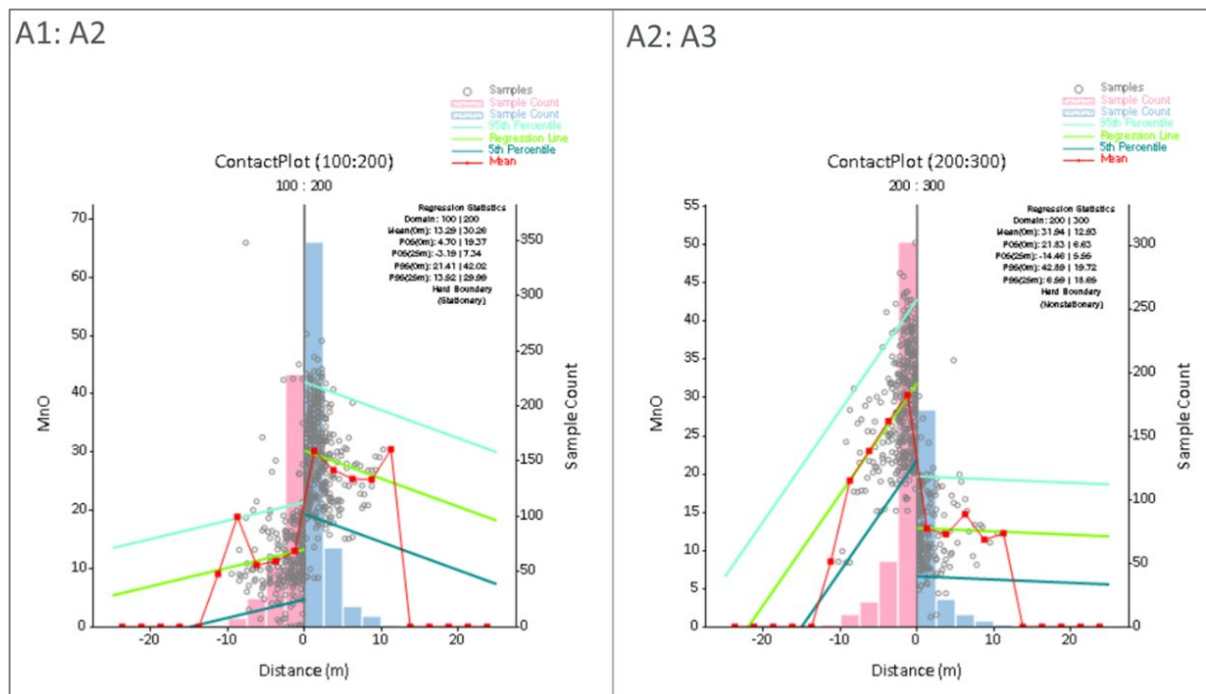 A1: A2
Samples
Sample Count
Sample Count
95th Percentile
Regression Line
5th Percentile
Mean
ContactPlot (100:200)
100 : 200
Regression Statistics
Domain: 100 | 200
Mean(0m): 13.29 | 30.26
P05(0m): 4.70 | 19.37
P05(25m): -3.19 | 7.34
P95(0m): 21.41 | 42.02
P95(25m): 13.52 | 29.99
Hard Boundary
(Stationary)
70
60
50
40
30
20
10
0
MnO
350
300
250
200
150
100
50
0
Sample Count
-20
-10
0
10
20
Distance (m)
A2: A3
Samples
Sample Count
Sample Count
95th Percentile
Regression Line
5th Percentile
Mean
ContactPlot (200:300)
200 : 300
Regression Statistics
Domain: 200 | 300
Mean(0m): 31.94 | 12.93
P05(0m): 21.83 | 6.63
P05(25m): -14.46 | 5.55
P95(0m): 42.89 | 19.72
P95(25m): 6.59 | 18.65
Hard Boundary
(Nonstationary)
55
50
45
40
35
30
25
20
15
10
5
0
MnO
300
250
200
150
100
50
0
Sample Count
-20
-10
0
10
20
Distance (m)